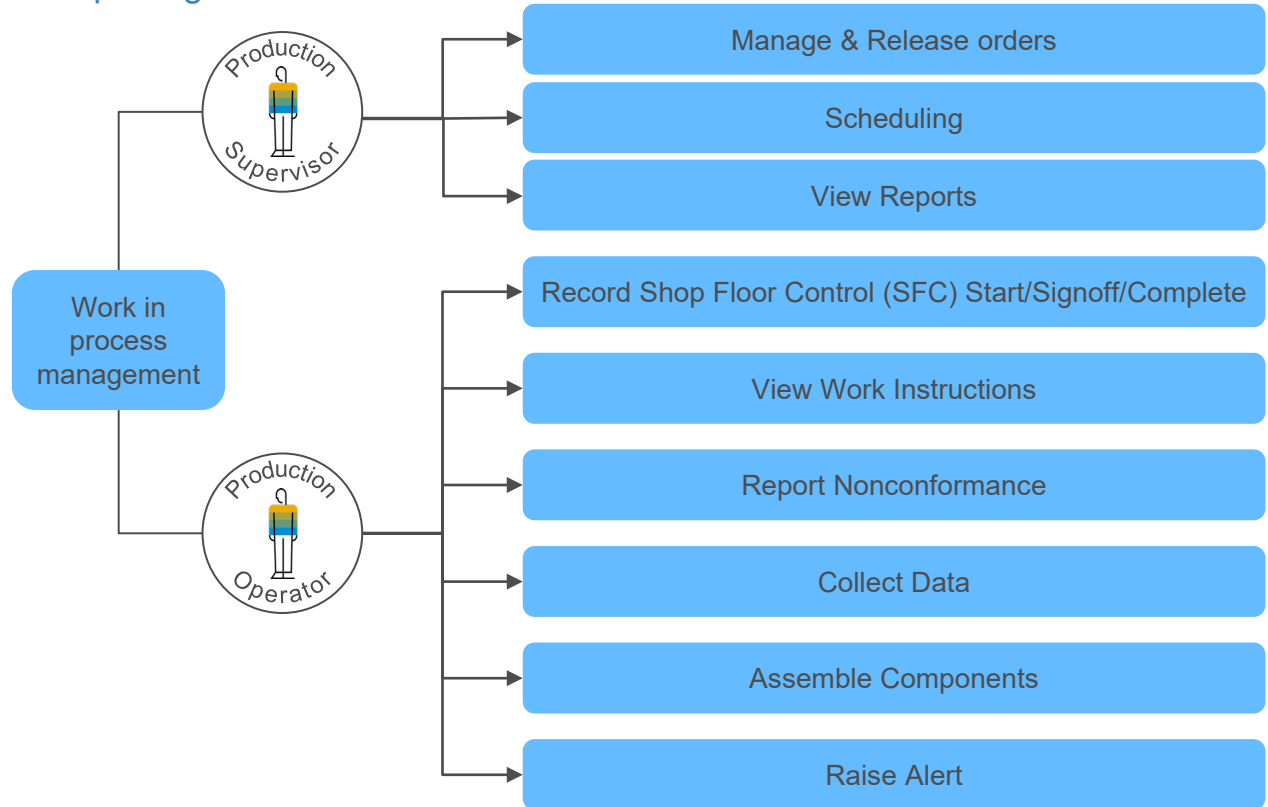 Production
Supervisor
Manage & Release orders
Scheduling
View Reports
Work in
process
management
Production
Operator
Record Shop Floor Control (SFC) Start/Signoff/Complete
View Work Instructions
Report Nonconformance
Collect Data
Assemble Components
Raise Alert